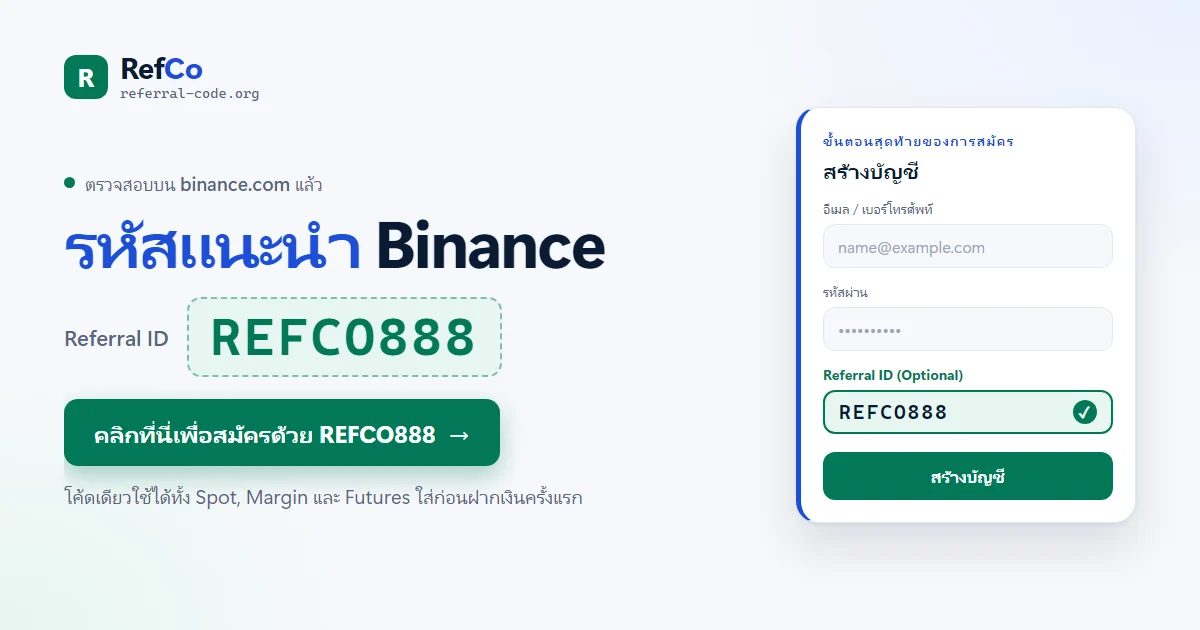 R
RefCo
referral-code.org
ตรวจสอบบน binance.com แล้ว
รหัสแนะนำ Binance
Referral ID REFCO888
คลิกที่นี่เพื่อสมัครด้วย REFCO888 →
โค้ดเดียวใช้ได้ทั้ง Spot, Margin และ Futures ใส่ก่อนฝากเงินครั้งแรก
ขั้นตอนสุดท้ายของการสมัคร
สร้างบัญชี
อีเมล / เบอร์โทรศัพท์
name@example.com
รหัสผ่าน
••••••••••
Referral ID (Optional)
REFCO888 ✓
สร้างบัญชี